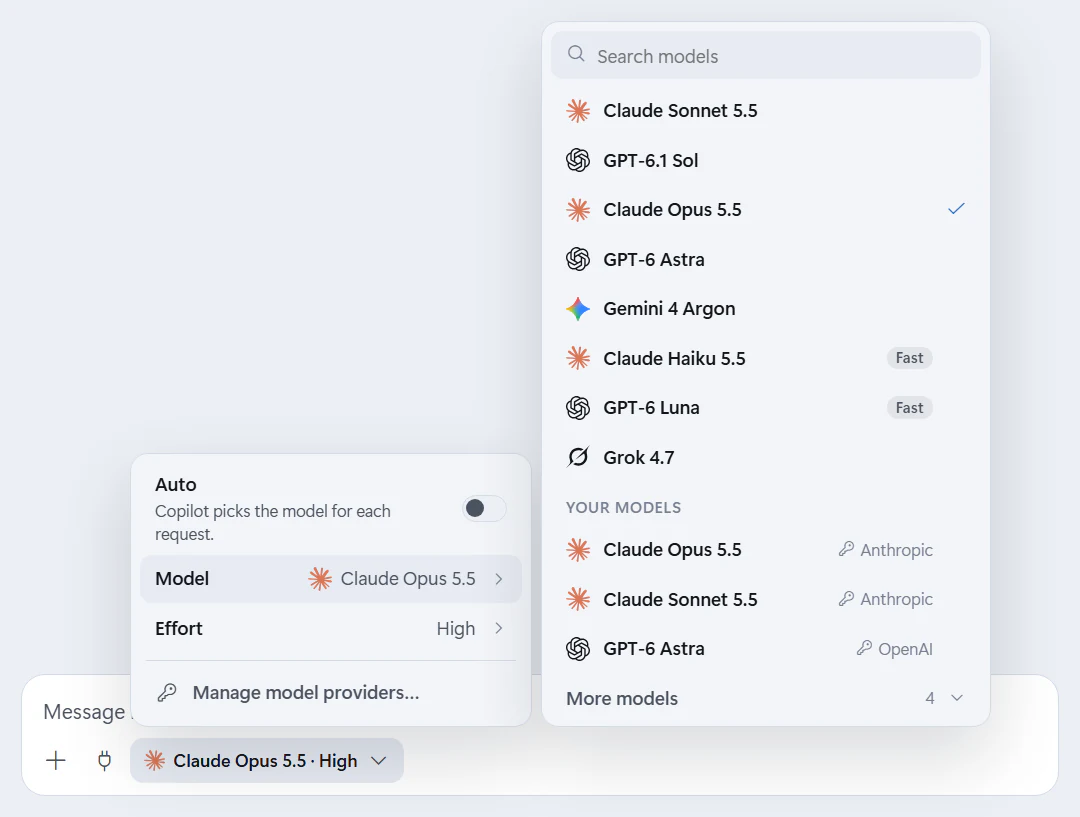 Search models
Claude Sonnet 5.5
GPT-6.1 Sol
Claude Opus 5.5
GPT-6 Astra
Gemini 4 Argon
Claude Haiku 5.5 Fast
GPT-6 Luna Fast
Grok 4.7
YOUR MODELS
Claude Opus 5.5 Anthropic
Claude Sonnet 5.5 Anthropic
GPT-6 Astra OpenAI
More models 4
Auto
Copilot picks the model for each
request.
Model Claude Opus 5.5
Effort High
Manage model providers...
Message
Claude Opus 5.5 · High